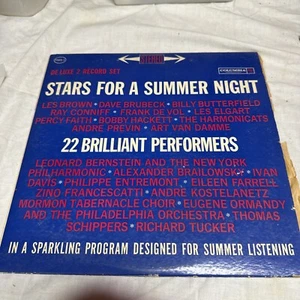 STEREO
DELUXE 2 RECORD SET
COLUMBIA
STARS FOR A SUMMER NIGHT
LES BROWN • DAVE BRUBECK • BILLY BUTTERFIELD
RAY CONNIFF • FRANK DE VOL • LES ELGART
PERCY FAITH • BOBBY HACKETT • THE HARMONICATS
ANDRE PREVIN • ART VAN DAMME
22 BRILLIANT PERFORMERS
LEONARD BERNSTEIN AND THE NEW YORK
PHILHARMONIC • ALEXANDER BRAILOWSKY • IVAN
DAVIS • PHILIPPE ENTREMONT • EILEEN FARRELL
ZINO FRANCESCATTI • ANDRE KOSTELANETZ
MORMON TABERNACLE CHOIR • EUGENE ORMANDY
AND THE PHILADELPHIA ORCHESTRA • THOMAS
SCHIPPERS • RICHARD TUCKER
IN A SPARKLING PROGRAM DESIGNED FOR SUMMER LISTENING